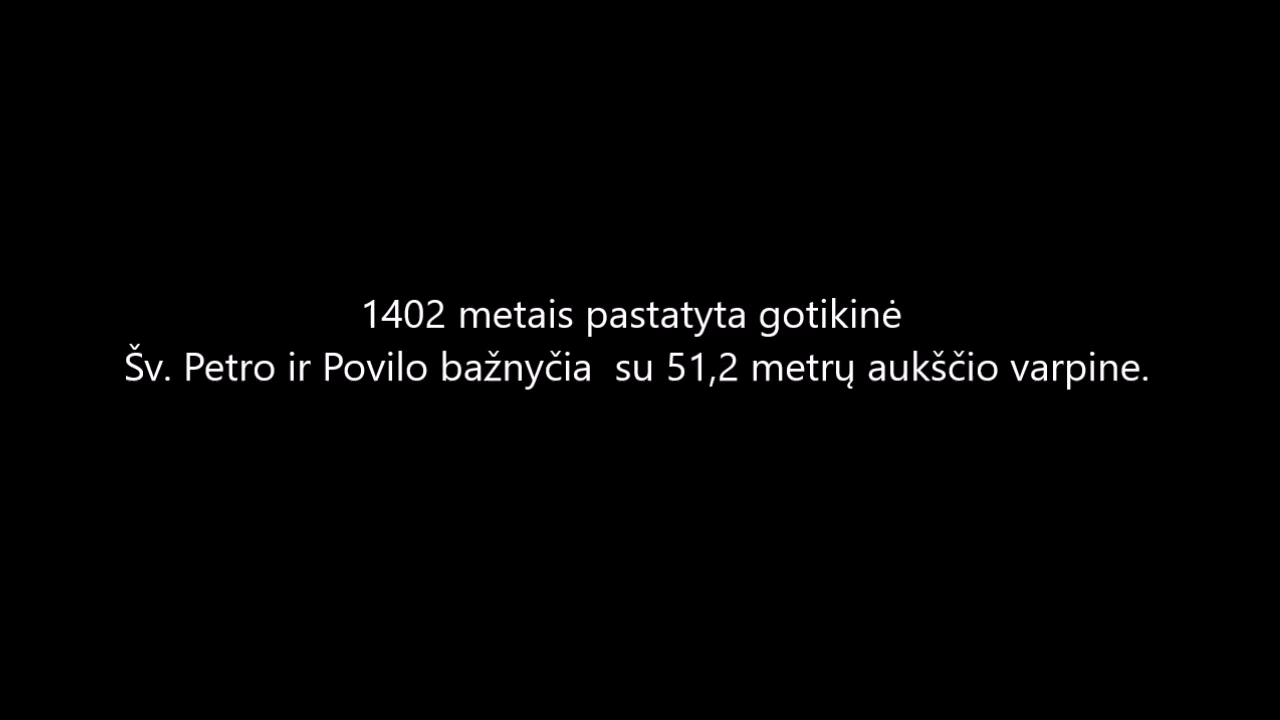 1402 metais pastatyta gotikinė
Šv. Petro ir Povilo bažnyčia  su 51,2 metrų aukščio varpine.